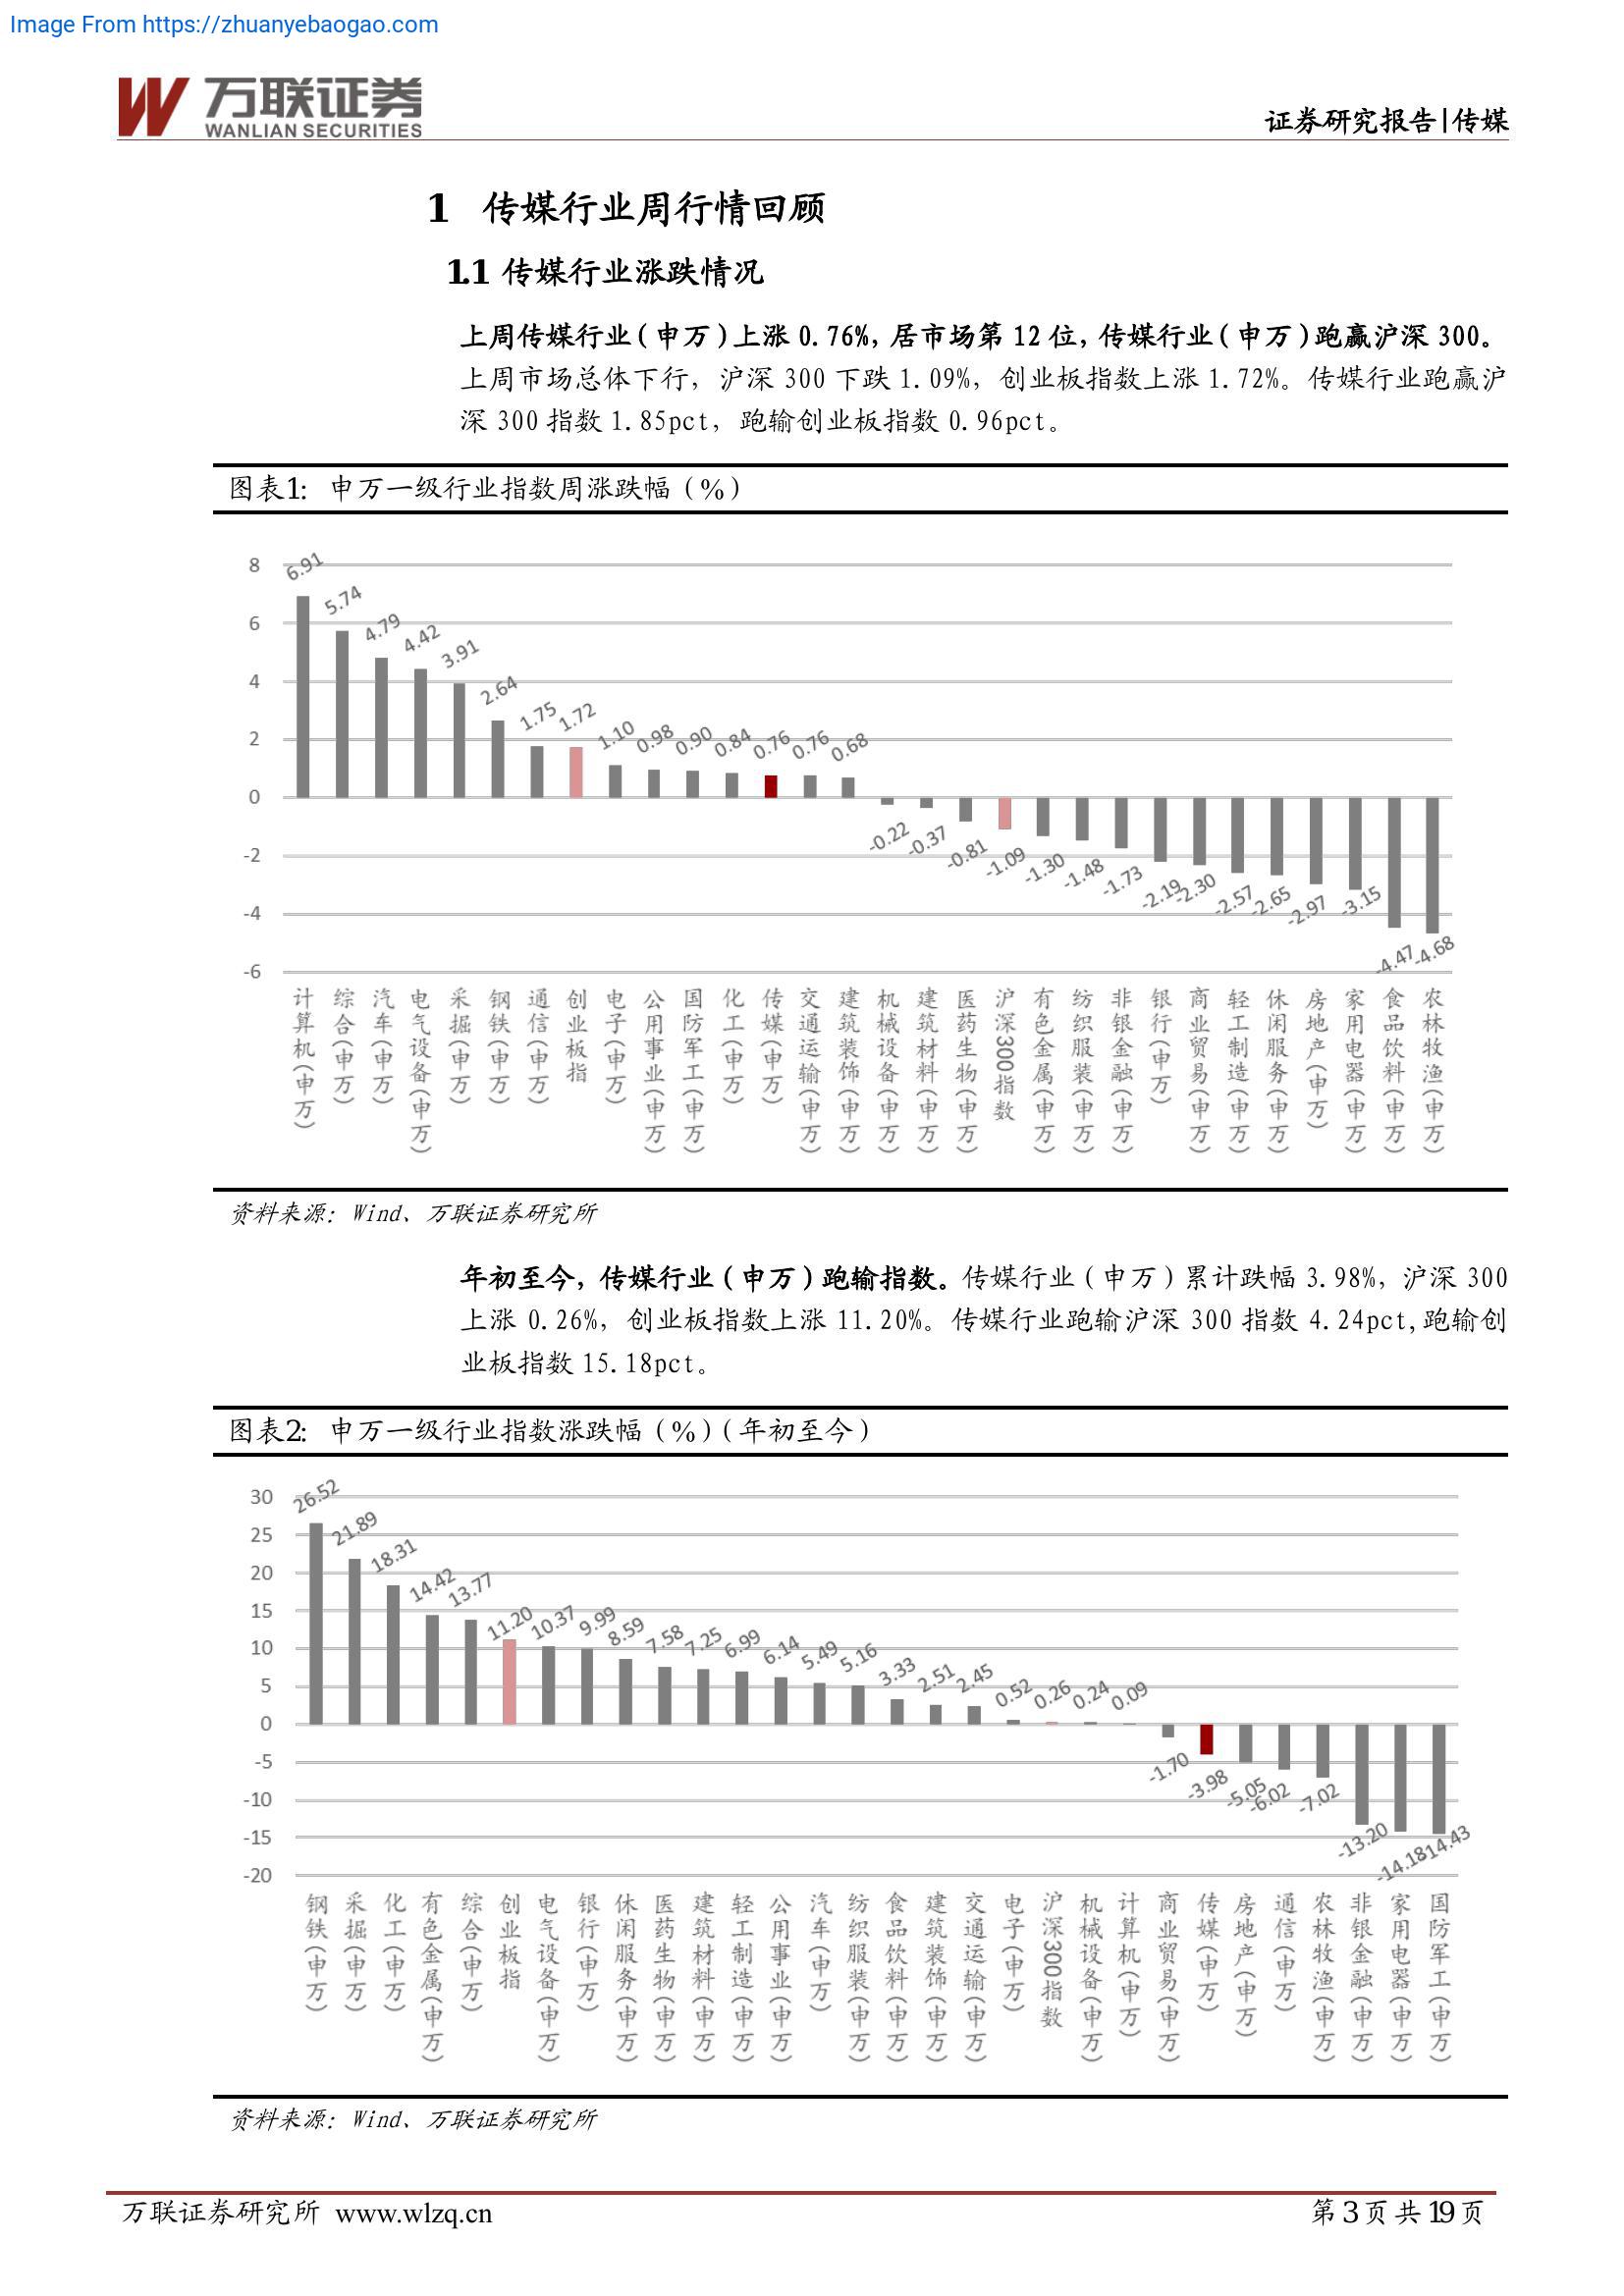 Image From https://zhuanyebaogao.com
万联证券
WANLIAN SECURITIES
证券研究报告|传媒
1 传媒行业周行情回顾
1.1 传媒行业涨跌情况
上周传媒行业(申万)上涨 0.76%,居市场第 12 位,传媒行业(申万)跑赢沪深 300。
上周市场总体下行, 沪深 300 下跌 1.09%, 创业板指数上涨 1.72%。传媒行业跑赢沪
深 300 指数 1.85pct, 跑输创业板指数 0.96pct。
图表1: 申万一级行业指数周涨跌幅(%)
8
6
4
2
0
-2
-4
-6
6.91
5.74
4.79
4.42
3.91
2.64
1.75
1.72
1.10
0.98
0.90
0.84
0.76
0.76
0.68
-0.22
-0.37
-0.81
-1.09
-1.30
-1.48
-1.73
-2.19
-2.30
-2.57
-2.65
-2.97
-3.15
-4.47
-4.68
计算机(申万)
综合(申万)
汽车(申万)
电气设备(申万)
采掘(申万)
钢铁(申万)
通信(申万)
创业板指
电子(申万)
公用事业(申万)
国防军工(申万)
化工(申万)
传媒(申万)
交通运输(申万)
建筑装饰(申万)
机械设备(申万)
建筑材料(申万)
医药生物(申万)
沪深300指数
有色金属(申万)
纺织服装(申万)
非银金融(申万)
银行(申万)
商业贸易(申万)
轻工制造(申万)
休闲服务(申万)
房地产(申万)
家用电器(申万)
食品饮料(申万)
农林牧渔(申万)
资料来源: Wind、万联证券研究所
年初至今, 传媒行业(申万)跑输指数。传媒行业(申万)累计跌幅 3.98%, 沪深 300
上涨 0.26%, 创业板指数上涨 11.20%。传媒行业跑输沪深 300 指数 4.24pct,跑输创
业板指数 15.18pct。
图表2: 申万一级行业指数涨跌幅(%)(年初至今)
30
25
20
15
10
5
0
-5
-10
-15
-20
26.52
21.89
18.31
14.42
13.77
11.20
10.37
9.99
8.59
7.58
7.25
6.99
6.14
5.49
5.16
3.33
2.51
2.45
0.52
0.26
0.24
0.09
-1.70
-3.98
-5.05
-6.02
-7.02
-13.20
-14.18
-14.43
钢铁(申万)
采掘(申万)
化工(申万)
有色金属(申万)
综合(申万)
创业板指
电气设备(申万)
银行(申万)
休闲服务(申万)
医药生物(申万)
建筑材料(申万)
轻工制造(申万)
公用事业(申万)
汽车(申万)
纺织服装(申万)
食品饮料(申万)
建筑装饰(申万)
交通运输(申万)
电子(申万)
沪深300指数
机械设备(申万)
计算机(申万)
商业贸易(申万)
传媒(申万)
房地产(申万)
通信(申万)
农林牧渔(申万)
非银金融(申万)
家用电器(申万)
国防军工(申万)
资料来源: Wind、万联证券研究所
万联证券研究所 www.wlzq.cn
第 3 页 共 19 页